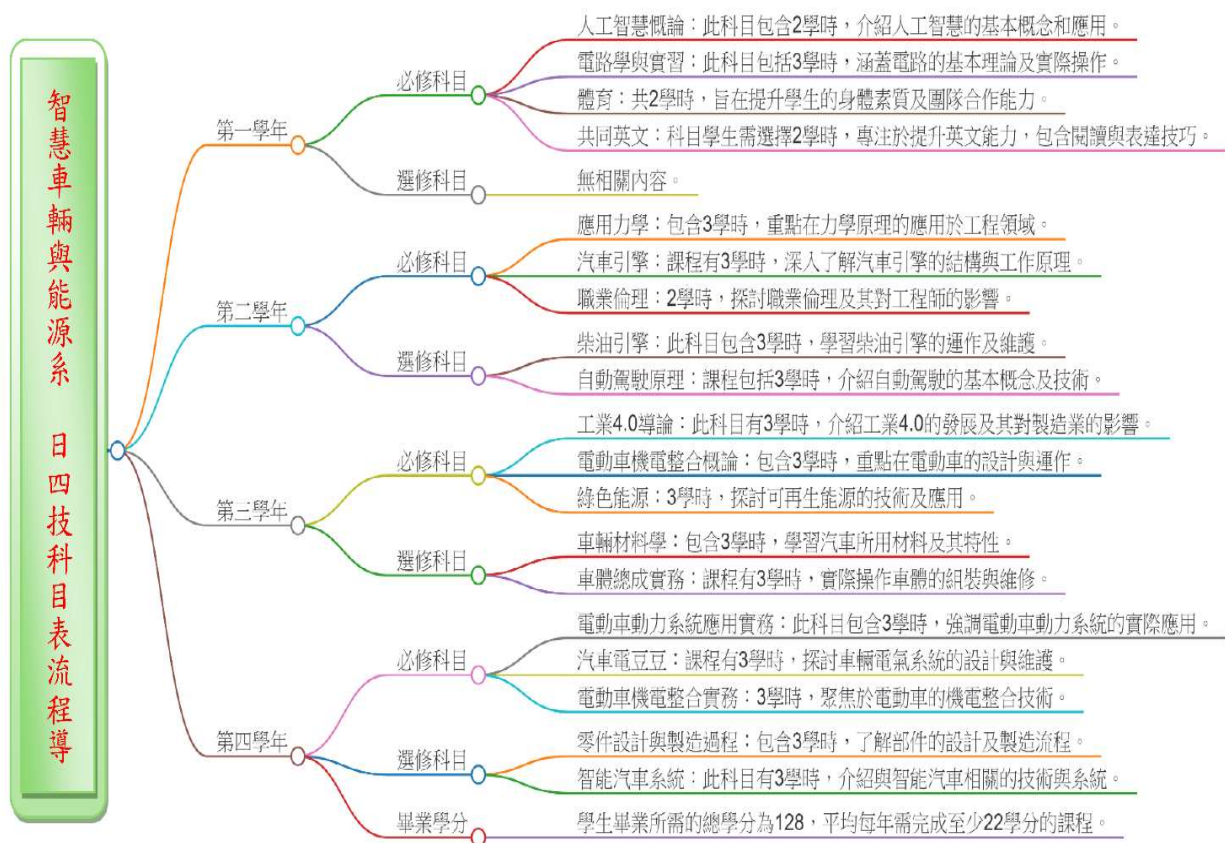 智慧車輛與能源系 日四技科目表流程導
第一學年
必修科目
人工智慧慨論：此科目包含2學時，介紹人工智慧的基本概念和應用。
電路學與實習：此科目包括3學時，涵蓋電路的基本理論及實際操作。
體育：共2學時，旨在提升學生的身體素質及團隊合作能力。
共同英文：科目學生需選擇2學時，專注於提升英文能力，包含閱讀與表達技巧。
選修科目
無相關內容。
第二學年
必修科目
應用力學：包含3學時，重點在力學原理的應用於工程領域。
汽車引擎：課程有3學時，深入了解汽車引擎的結構與工作原理。
職業倫理：2學時，探討職業倫理及其對工程師的影響。
選修科目
柴油引擎：此科目包含3學時，學習柴油引擎的運作及維護。
自動駕駛原理：課程包括3學時，介紹自動駕駛的基本概念及技術。
第三學年
必修科目
工業4.0導論：此科目有3學時，介紹工業4.0的發展及其對製造業的影響。
電動車機電整合概論：包含3學時，重點在電動車的設計與運作。
綠色能源：3學時，探討可再生能源的技術及應用。
選修科目
車輛材料學：包含3學時，學習汽車所用材料及其特性。
車體總成實務：課程有3學時，實際操作車體的組裝與維修。
第四學年
必修科目
電動車動力系統應用實務：此科目包含3學時，強調電動車動力系統的實際應用。
汽車電豆豆：課程有3學時，探討車輛電氣系統的設計與維護。
電動車機電整合實務：3學時，聚焦於電動車的機電整合技術。
選修科目
零件設計與製造過程：包含3學時，了解部件的設計及製造流程。
智能汽車系統：此科目有3學時，介紹與智能汽車相關的技術與系統。
畢業學分
學生畢業所需的總學分為128，平均每年需完成至少22學分的課程。